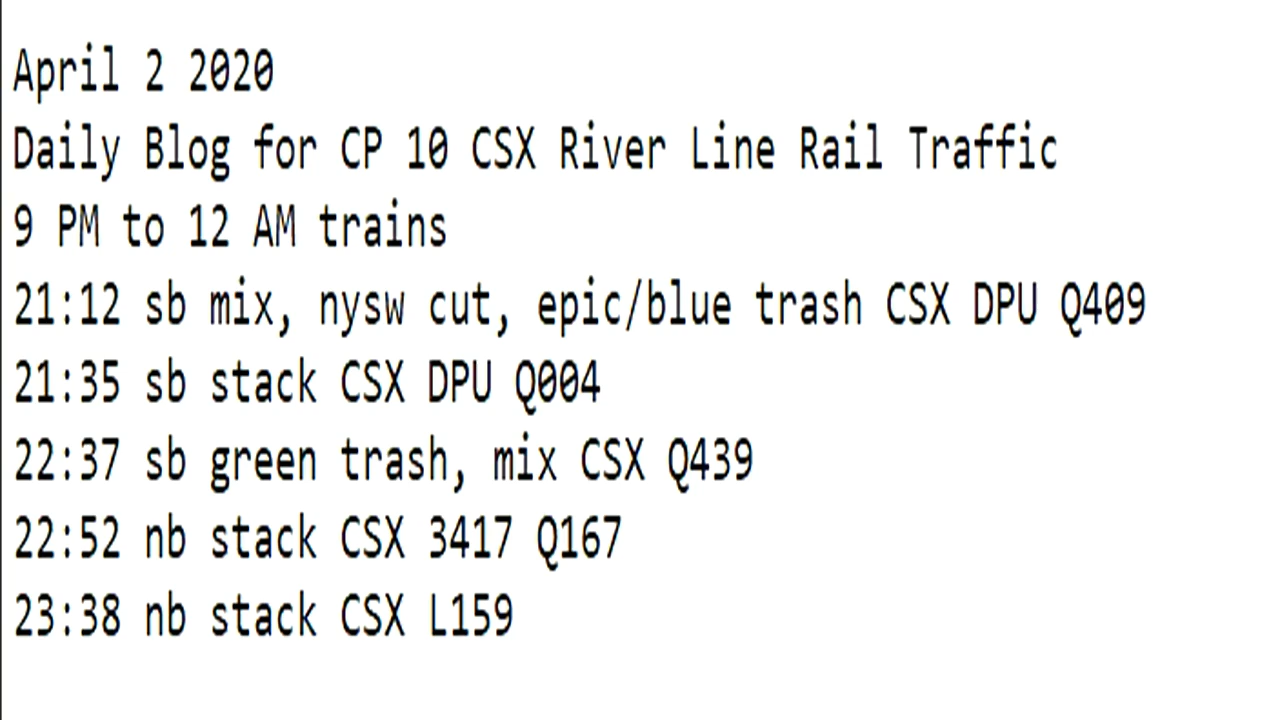 April 2 2020
Daily Blog for CP 10 CSX River Line Rail Traffic
9 PM to 12 AM trains
21:12 sb mix, nysw cut, epic/blue trash CSX DPU Q409
21:35 sb stack CSX DPU Q004
22:37 sb green trash, mix CSX Q439
22:52 nb stack CSX 3417 Q167
23:38 nb stack CSX L159